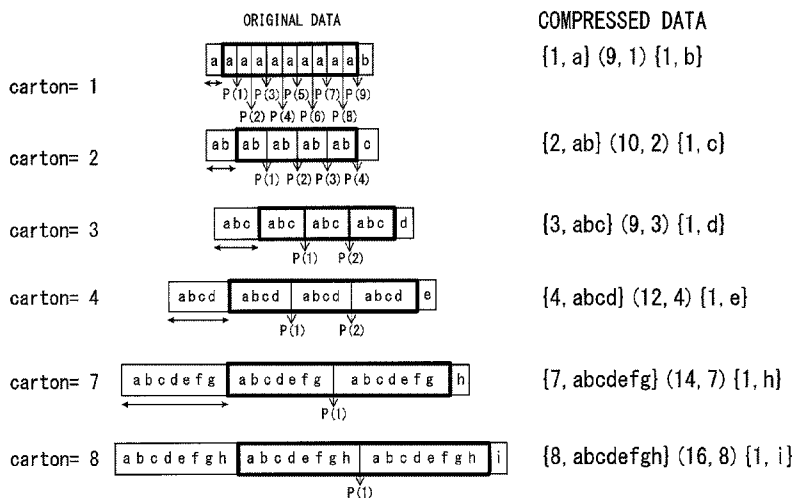 ORIGINAL DATA COMPRESSED DATA
a a a a a a a a a a b {1, a} (9, 1) {1, b}
carton= 1
P(1) P(3) P(5) P(7) P(9)
P(2) P(4) P(6) P(8)
carton= 2 ab ab ab ab ab c {2, ab} (10, 2) {1, c}
P(1) P(2) P(3) P(4)
carton= 3 abc abc abc abc d {3, abc} (9, 3) {1, d}
P(1) P(2)
carton= 4 abcd abcd abcd abcd e {4, abcd} (12, 4) {1, e}
P(1) P(2)
carton= 7 abcdefg abcdefg abcdefg h {7, abcdefg} (14, 7) {1, h}
P(1)
carton= 8 abcdefgh abcdefgh abcdefgh i {8, abcdefgh} (16, 8) {1, i}
P(1)